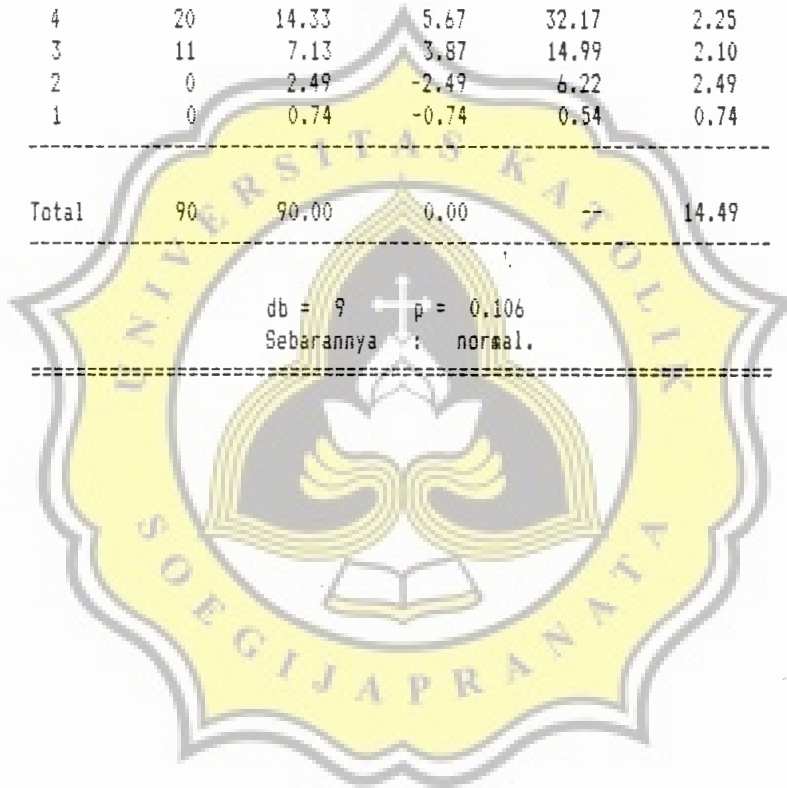 4 20 14.33 5.67 32.17 2.25
3 11 7.13 3.87 14.99 2.10
2 0 2.49 -2.49 6.22 2.49
1 0 0.74 -0.74 0.54 0.74
Total 90 90.00 0.00 -- 14.49
db = 9 p = 0.106
Sebarannya : normal.
UNIVERSITAS KATOLIK
SOEGIJAPRANATA